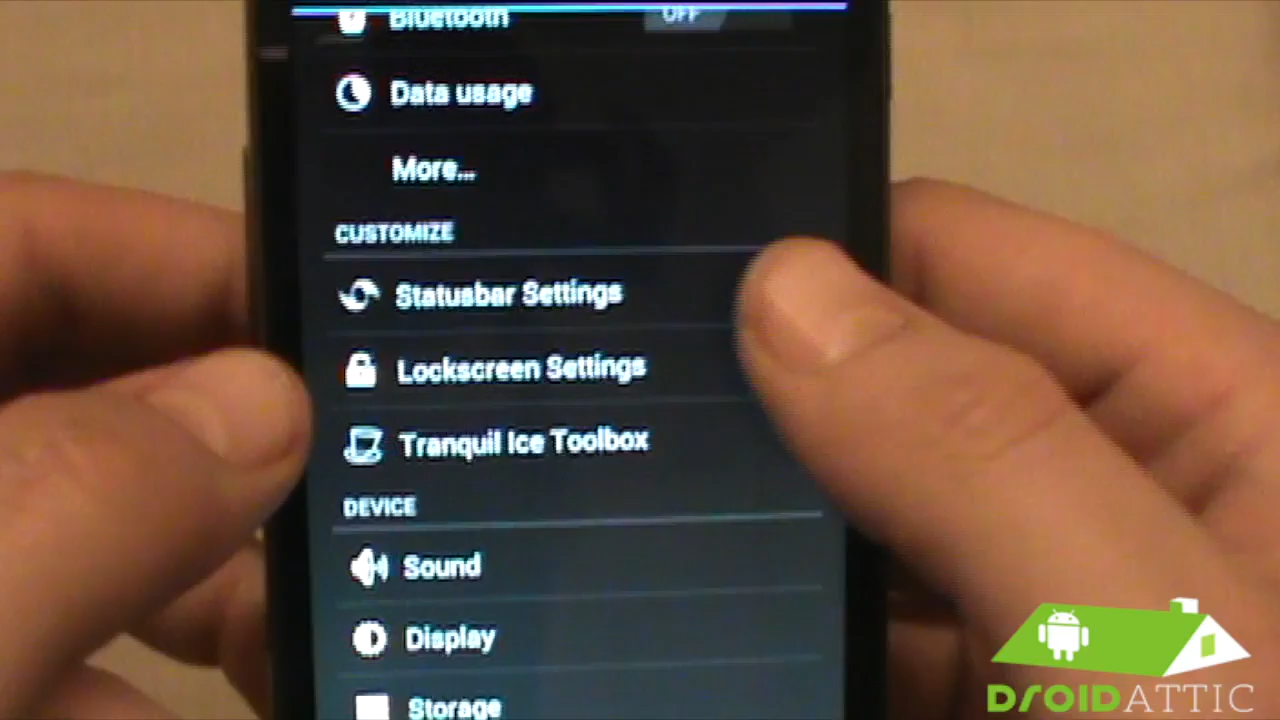 Bluetooth OFF
Data usage
More...
CUSTOMIZE
Statusbar Settings
Lockscreen Settings
Tranquil Ice Toolbox
DEVICE
Sound
Display
Storage
DROIDATTIC